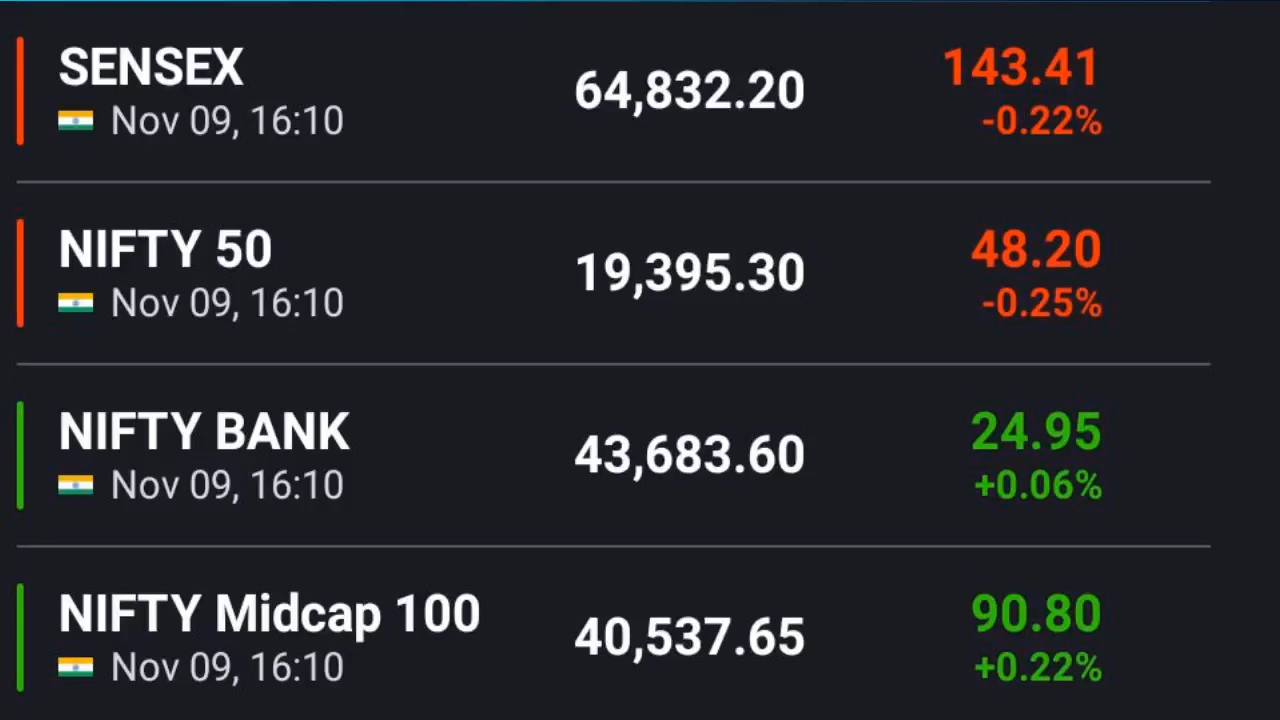 SENSEX
64,832.20
143.41
Nov 09, 16:10
-0.22%
NIFTY 50
19,395.30
48.20
Nov 09, 16:10
-0.25%
NIFTY BANK
43,683.60
24.95
Nov 09, 16:10
+0.06%
NIFTY Midcap 100
40,537.65
90.80
Nov 09, 16:10
+0.22%